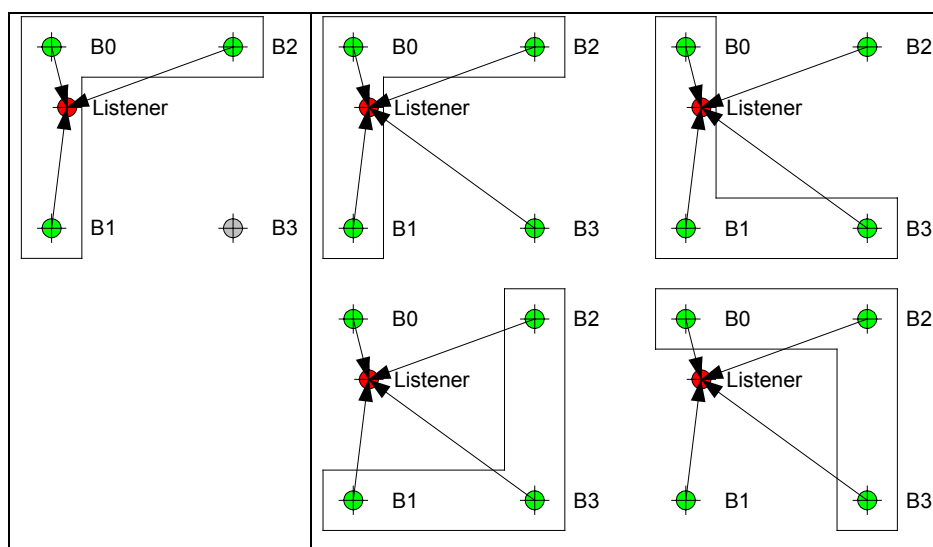 B0 B2 B0 B2 B0 B2
Listener Listener Listener
B1 B3 B1 B3 B1 B3
B0 B2 B0 B2
Listener Listener
B1 B3 B1 B3